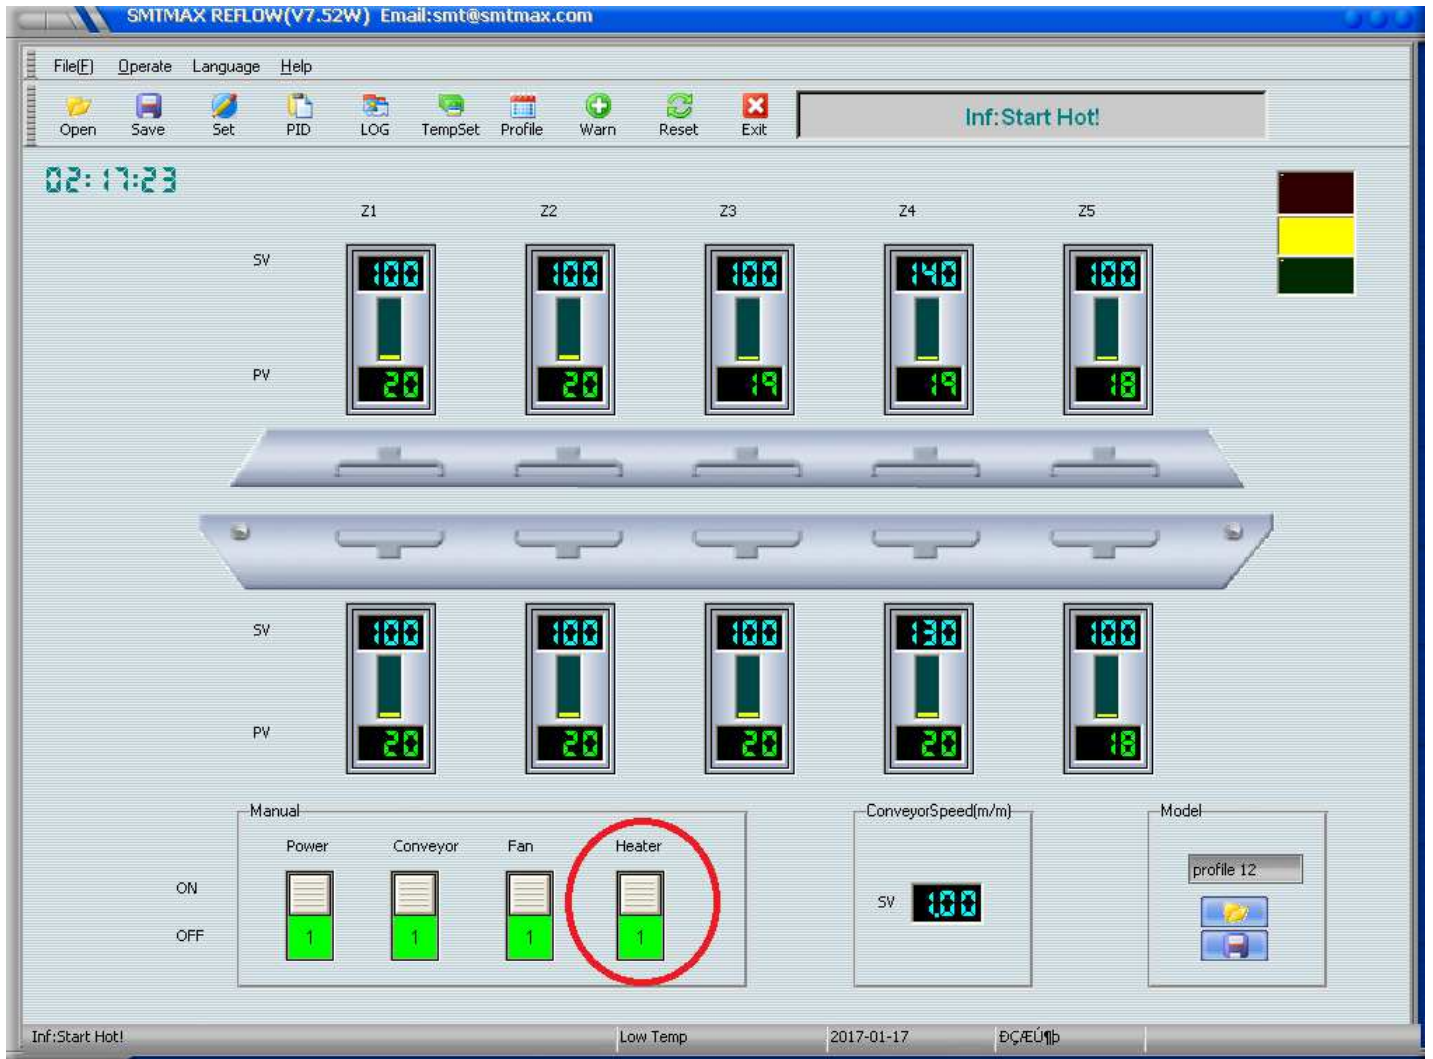 SMTMAX REFLOW(V7.52W) Email:smt@smtmax.com
File(F) Operate Language Help
Open Save Set PID LOG TempSet Profile Warn Reset Exit
Inf:Start Hot!
02:17:23
Z1 Z2 Z3 Z4 Z5
SV 100 100 100 140 100
PV 20 20 19 19 18
SV 100 100 100 130 100
PV 20 20 20 20 18
Manual ConveyorSpeed(m/m) Model
Power Conveyor Fan Heater
profile 12
ON
SV 1.00
OFF 1 1 1 1
Inf:Start Hot! Low Temp 2017-01-17 ÐÇÆÚ¶þ